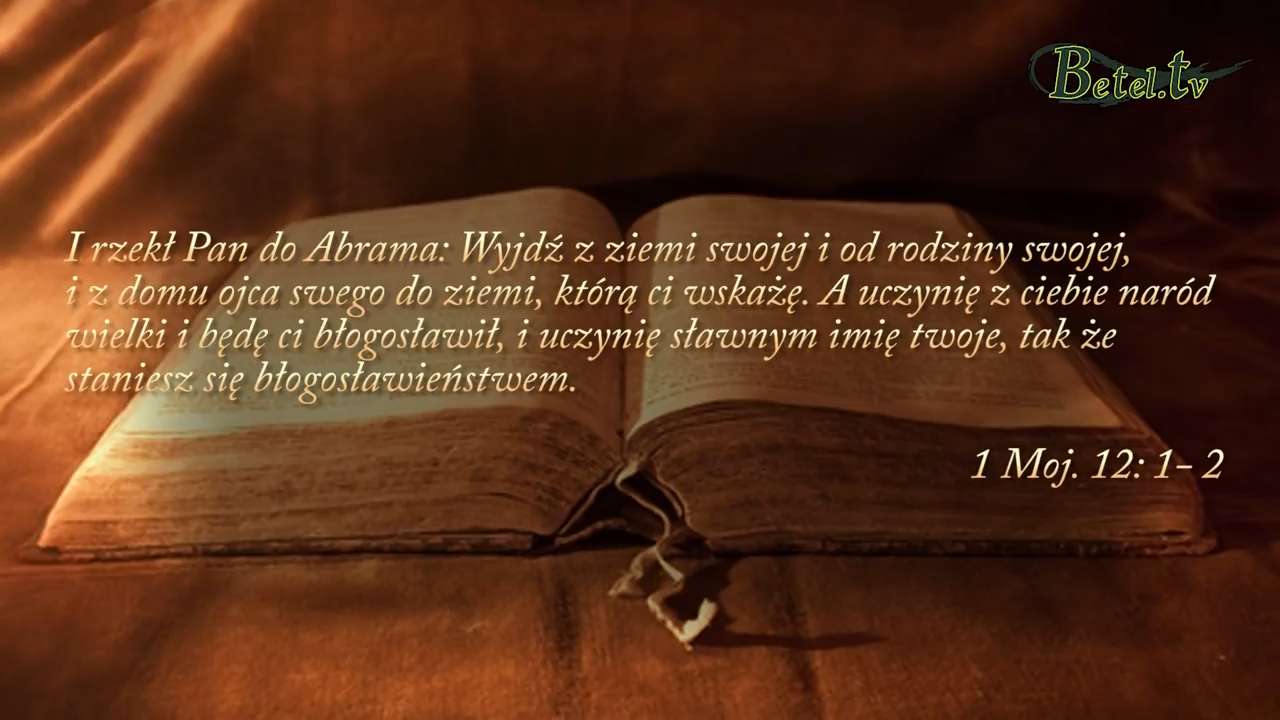 Betel.tv
I rzekł Pan do Abrama: Wyjdź z ziemi swojej i od rodziny swojej,
i z domu ojca swego do ziemi, którą ci wskażę. A uczynię z ciebie naród
wielki i będę ci błogosławił, i uczynię sławnym imię twoje, tak że
staniesz się błogosławieństwem.
1 Moj. 12: 1- 2